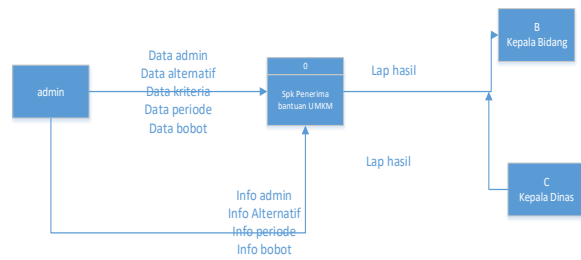 B
Kepala Bidang
Data admin
Data alternatif
Data kriteria
Data periode
Data bobot
admin
0
Spk Penerima
bantuan UMKM
Lap hasil
Lap hasil
C
Kepala Dinas
Info admin
Info Alternatif
Info periode
Info bobot